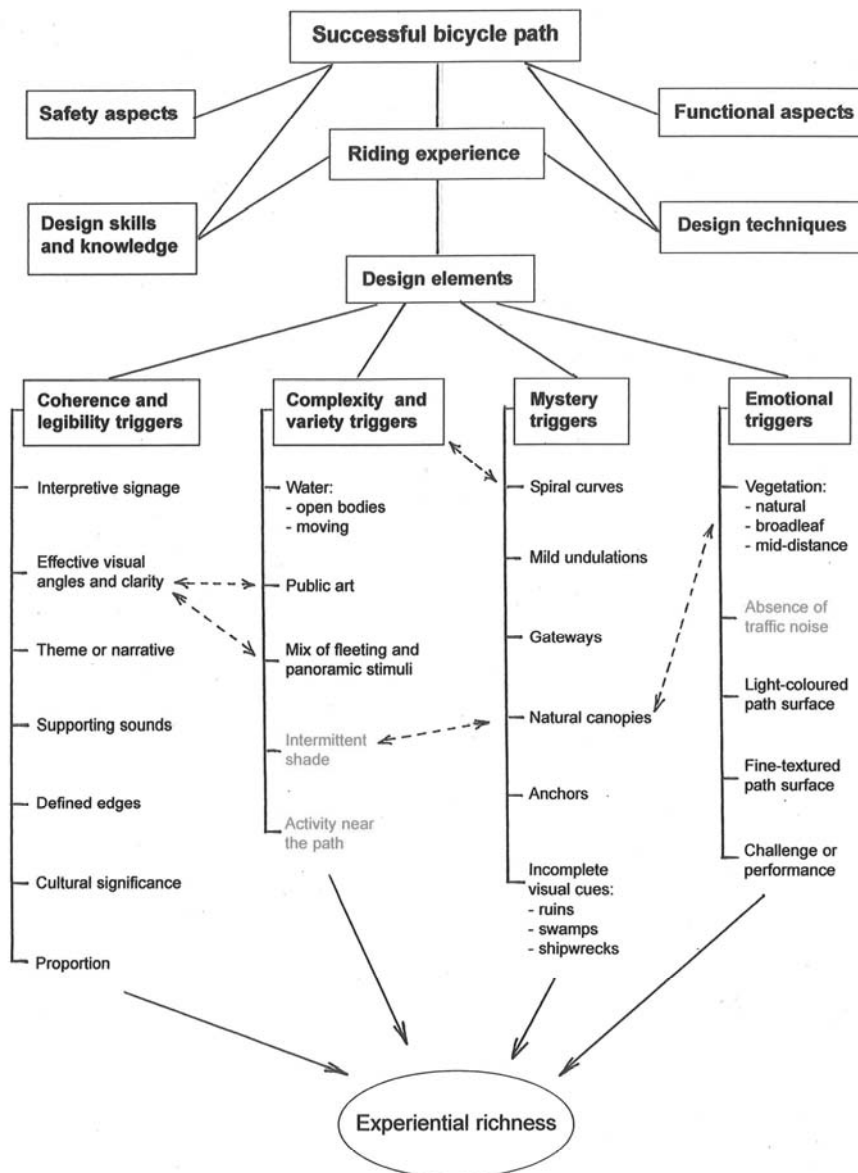 Successful bicycle path
Safety aspects
Functional aspects
Riding experience
Design skills
and knowledge
Design techniques
Design elements
Coherence and
legibility triggers
Interpretive signage
Effective visual
angles and clarity
Theme or narrative
Supporting sounds
Defined edges
Cultural significance
Proportion
Complexity and
variety triggers
Water:
- open bodies
- moving
Public art
Mix of fleeting and
panoramic stimuli
Intermittent
shade
Activity near
the path
Mystery
triggers
Spiral curves
Mild undulations
Gateways
Natural canopies
Anchors
Incomplete
visual cues:
- ruins
- swamps
- shipwrecks
Emotional
triggers
Vegetation:
- natural
- broadleaf
- mid-distance
Absence of
traffic noise
Light-coloured
path surface
Fine-textured
path surface
Challenge or
performance
Experiential richness